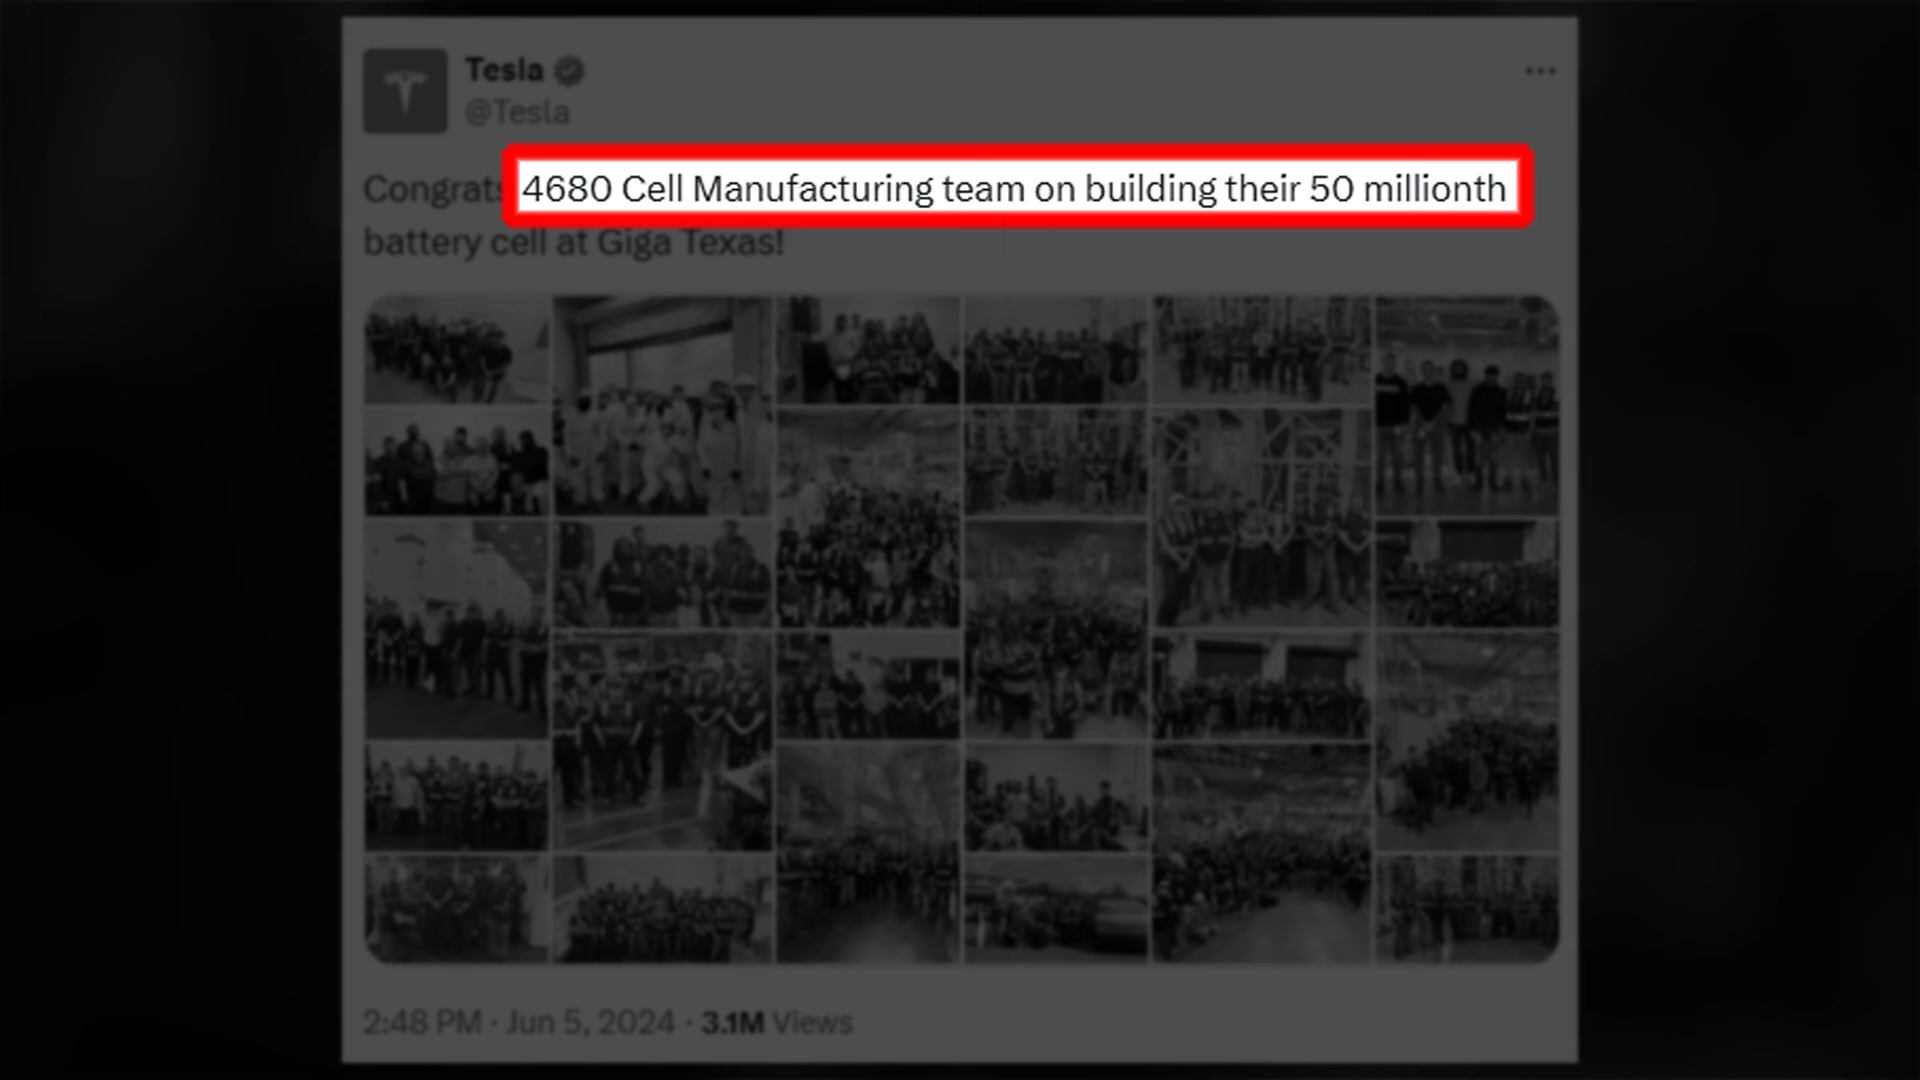 Tesla
@Tesla
Congrats 4680 Cell Manufacturing team on building their 50 millionth
battery cell at Giga Texas!
2:48 PM · Jun 5, 2024 · 3.1M Views